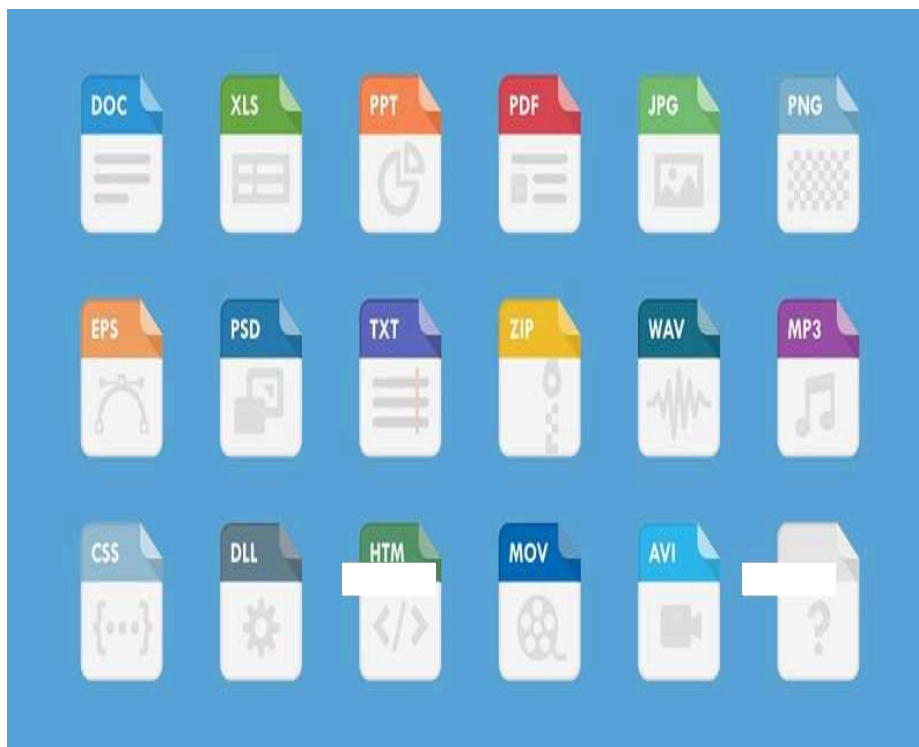 DOC XLS PPT PDF JPG PNG
EPS PSD TXT ZIP WAV MP3
CSS DLL HTM MOV AVI